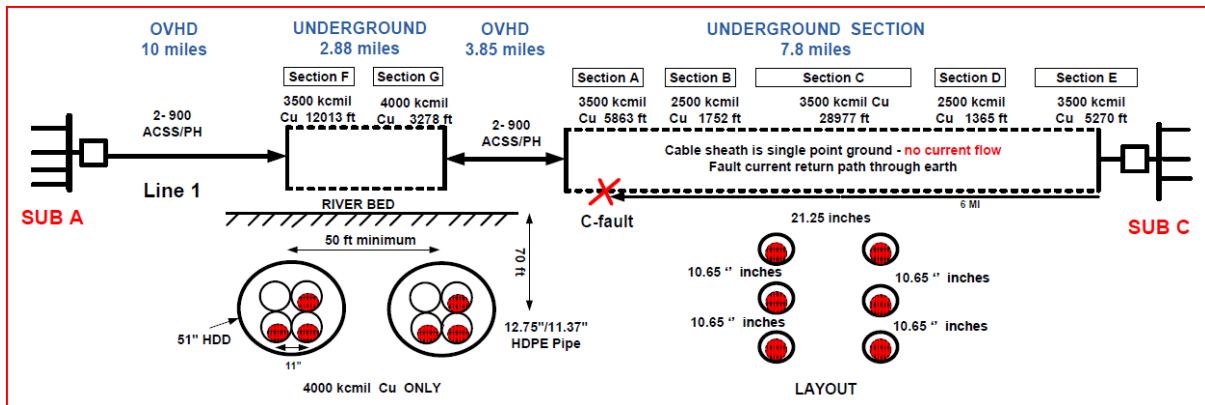 OVHD
10 miles
UNDERGROUND
2.88 miles
OVHD
3.85 miles
UNDERGROUND SECTION
7.8 miles
Section F
Section G
Section A
Section B
Section C
Section D
Section E
3500 kcmil
Cu 12013 ft
4000 kcmil
Cu 3278 ft
3500 kcmil
Cu 5863 ft
2500 kcmil
Cu 1752 ft
3500 kcmil Cu
28977 ft
2500 kcmil
Cu 1365 ft
3500 kcmil
Cu 5270 ft
2- 900
ACSS/PH
2- 900
ACSS/PH
Cable sheath is single point ground - no current flow
Fault current return path through earth
Line 1
SUB A
RIVER BED
C-fault
6 MI
SUB C
50 ft minimum
70 ft
21.25 inches
10.65 '' inches
10.65 '' inches
10.65 '' inches
10.65 '' inches
51" HDD
11"
12.75"/11.37"
HDPE Pipe
4000 kcmil Cu ONLY
LAYOUT